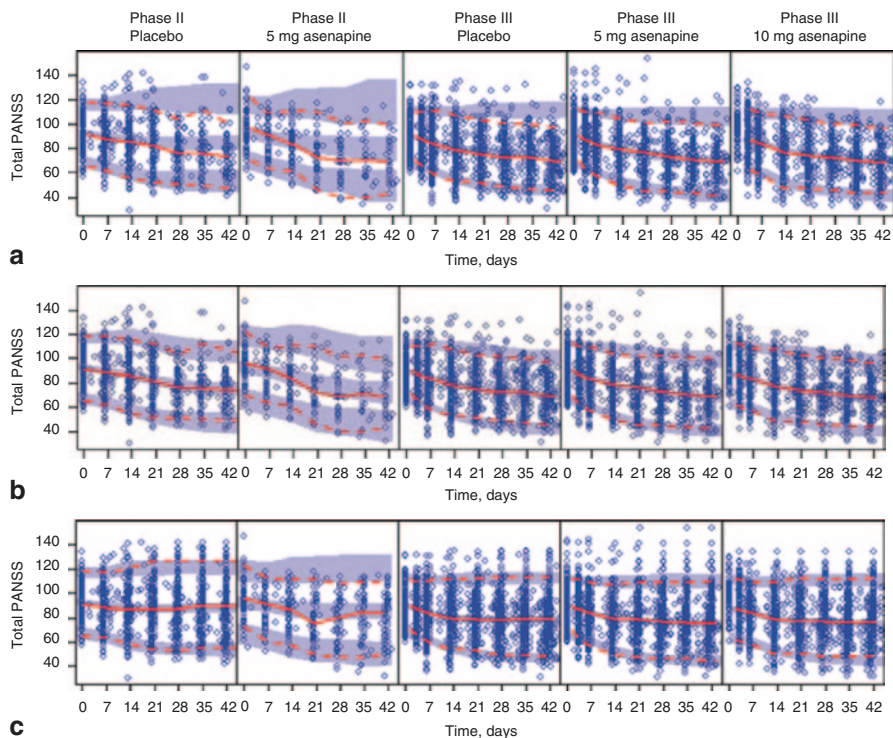 Phase II Phase II Phase III Phase III Phase III
Placebo 5 mg asenapine Placebo 5 mg asenapine 10 mg asenapine
140
120
100
80
60
40
Total PANSS
0 7 14 21 28 35 42 0 7 14 21 28 35 42 0 7 14 21 28 35 42 0 7 14 21 28 35 42 0 7 14 21 28 35 42
a
Time, days
140
120
100
80
60
40
Total PANSS
0 7 14 21 28 35 42 0 7 14 21 28 35 42 0 7 14 21 28 35 42 0 7 14 21 28 35 42 0 7 14 21 28 35 42
b
Time, days
140
120
100
80
60
40
Total PANSS
0 7 14 21 28 35 42 0 7 14 21 28 35 42 0 7 14 21 28 35 42 0 7 14 21 28 35 42 0 7 14 21 28 35 42
c
Time, days